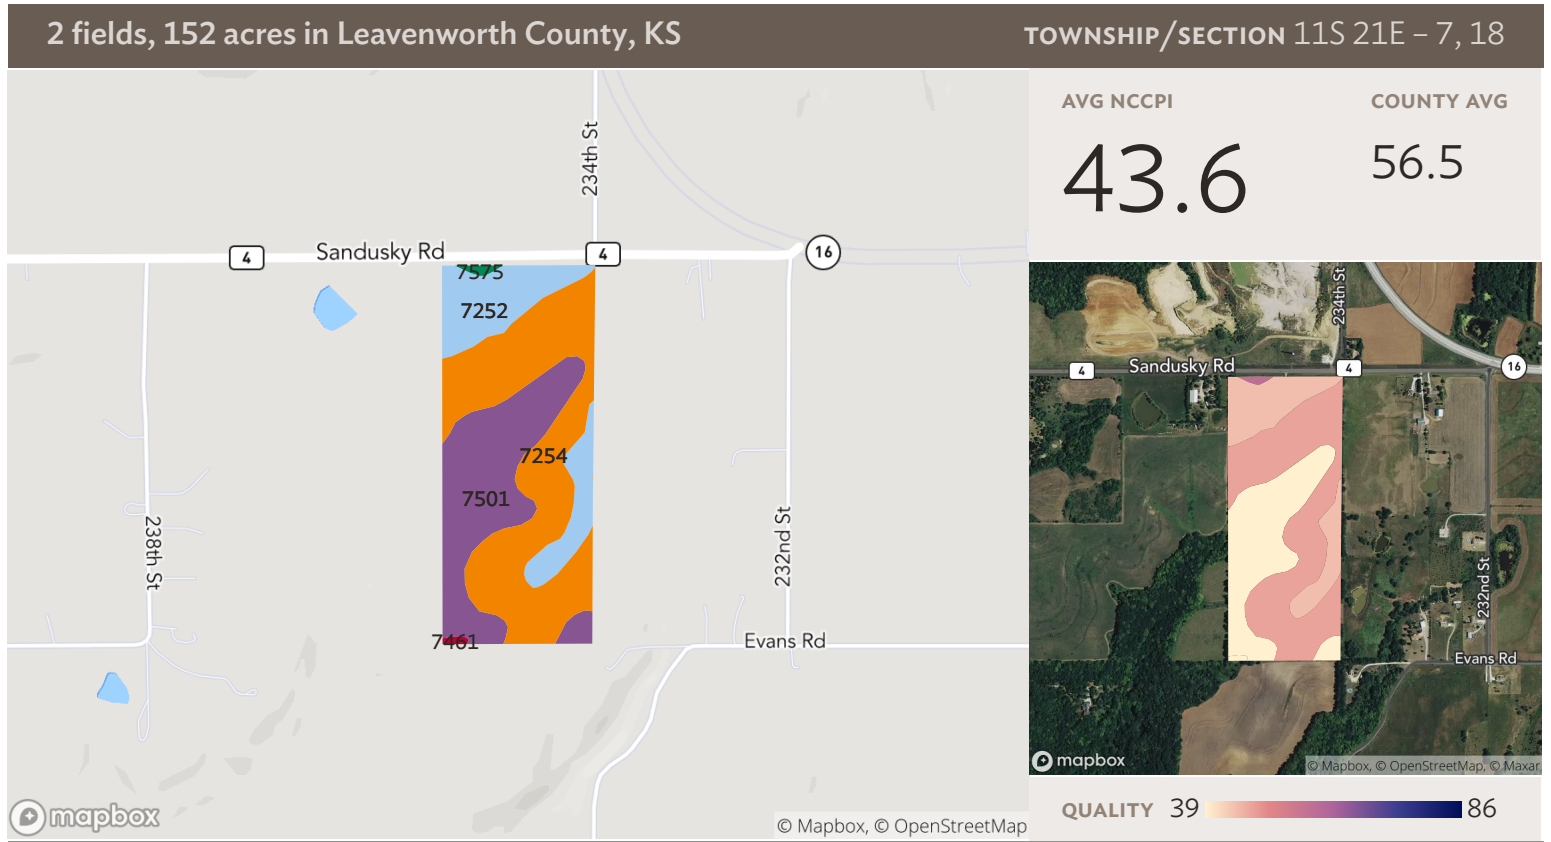 2 fields, 152 acres in Leavenworth County, KS
TOWNSHIP/SECTION 11S 21E – 7, 18
234th St
4
Sandusky Rd
4
16
7575
7252
7254
7501
238th St
232nd St
7461
Evans Rd
mapbox
© Mapbox, © OpenStreetMap
AVG NCCPI
COUNTY AVG
43.6
56.5
234th St
4
Sandusky Rd
4
16
232nd St
Evans Rd
mapbox
© Mapbox, © OpenStreetMap, © Maxar
QUALITY 39 86